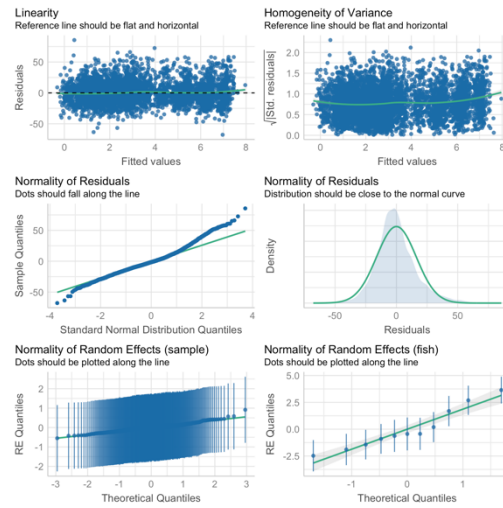 Linearity
Reference line should be flat and horizontal
Residuals
50
0
-50
0
2
4
6
8
Fitted values
Homogeneity of Variance
Reference line should be flat and horizontal
√|Std. residuals|
2.0
1.5
1.0
0.5
0.0
0
2
4
6
8
Fitted values
Normality of Residuals
Dots should fall along the line
Sample Quantiles
50
0
-50
-4
-2
0
2
4
Standard Normal Distribution Quantiles
Normality of Residuals
Distribution should be close to the normal curve
Density
-50
0
50
Residuals
Normality of Random Effects (sample)
Dots should be plotted along the line
RE Quantiles
2
1
0
-1
-2
-3
-2
-1
0
1
2
3
Theoretical Quantiles
Normality of Random Effects (fish)
Dots should be plotted along the line
RE Quantiles
5.0
2.5
0.0
-2.5
-1
0
1
Theoretical Quantiles